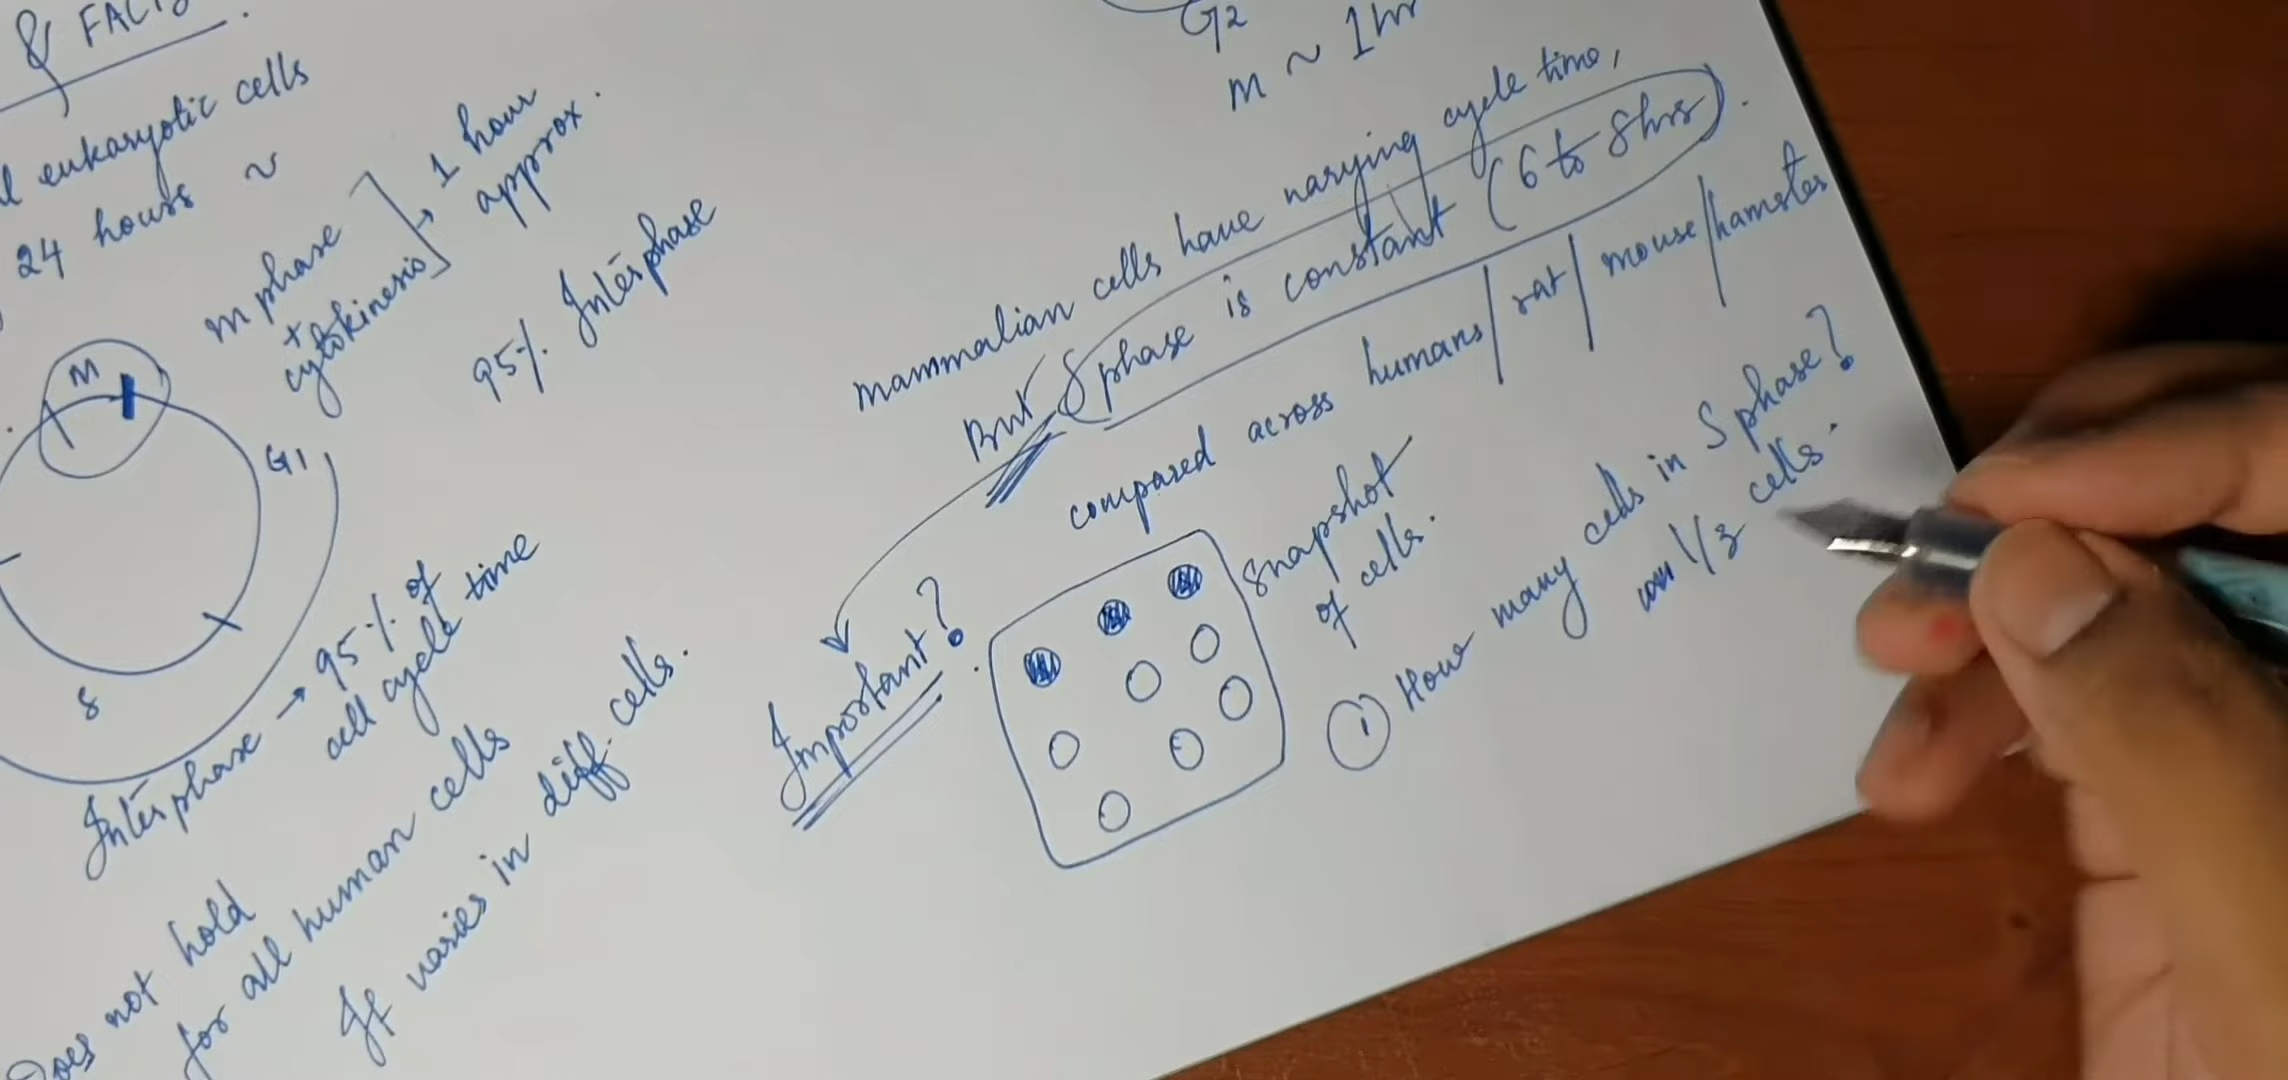 & FACTS.
eukaryotic cells
24 hours ~
m phase
+
cytokinesis
→ 1 hour
approx.
95%. Interphase
M
G1
S
Interphase → 95%. of
cell cycle time
Does not hold
for all human cells
It varies in diff. cells.
G2
m ~ 1hr
mammalian cells have varying cycle time,
But S phase is constant (6 to 8hrs).
compared across humans/rat/mouse/hamster
Important?
snapshot
of cells.
① How many cells in S phase?
1/3 cells.